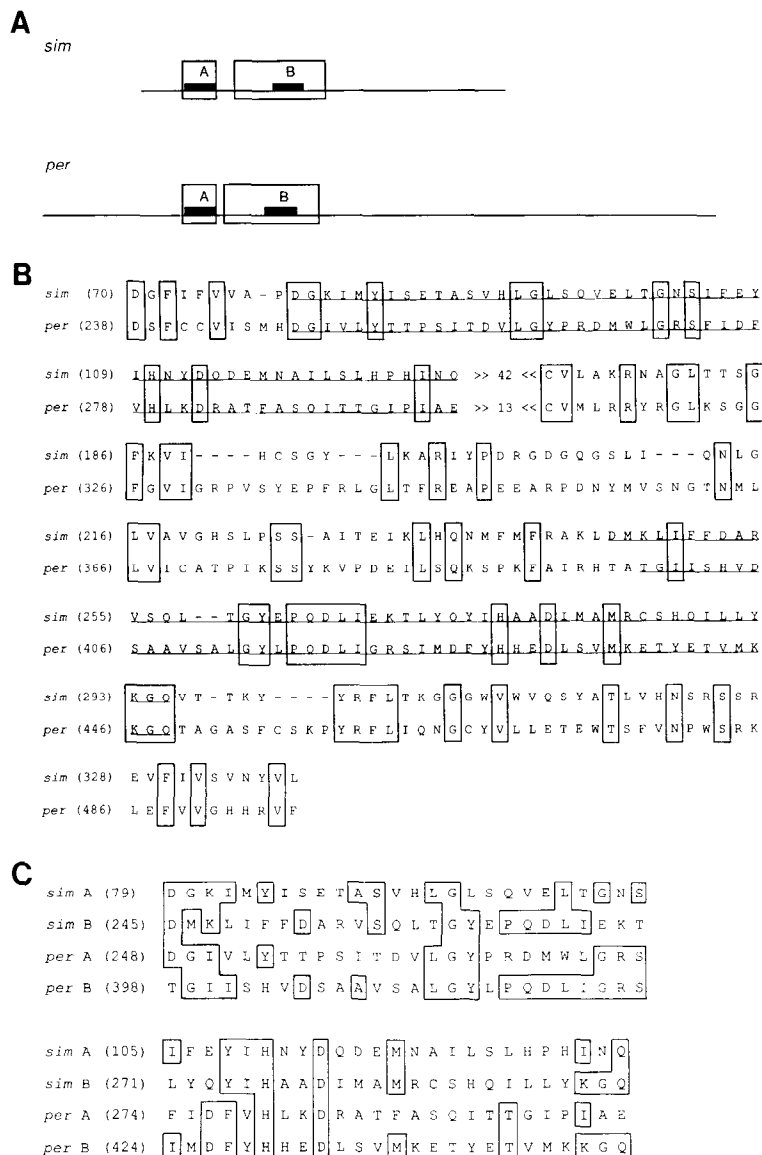 A
sim
A B
per
A B
B
sim (70) D G F I F V V A - P D G K I M Y I S E T A S V H L G L S Q V E L T G N S I F E Y
per (238) D S F C C V I S M H D G I V L Y T T P S I T D V L G Y P R D M W L G R S F I D F
sim (109) I H N Y D Q D E M N A I L S L H P H I N Q >> 42 << C V L A K R N A G L T T S G
per (278) V H L K D R A T F A S Q I T T G I P I A E >> 13 << C V M L R R Y R G L K S G G
sim (186) F K V I - - - - H C S G Y - - - L K A R I Y P D R G D G Q G S L I - - - Q N L G
per (326) F G V I G R P V S Y E P F R L G L T F R E A P E E A R P D N Y M V S N G T N M L
sim (216) L V A V G H S L P S S - A I T E I K L H Q N M F M F R A K L D M K L I F F D A R
per (366) L V I C A T P I K S S Y K V P D E I L S Q K S P K F A I R H T A T G I I S H V D
sim (255) V S Q L - - T G Y E P Q D L I E K T L Y Q Y I H A A D I M A M R C S H Q I L L Y
per (406) S A A V S A L G Y L P Q D L I G R S I M D F Y H H E D L S V M K E T Y E T V M K
sim (293) K G Q V T - T K Y - - - - Y R F L T K G G G W V W V Q S Y A T L V H N S R S S R
per (446) K G Q T A G A S F C S K P Y R F L I Q N G C Y V L L E T E W T S F V N P W S R K
sim (328) E V F I V S V N Y V L
per (486) L E F V V G H H R V F
C
sim A (79) D G K I M Y I S E T A S V H L G L S Q V E L T G N S
sim B (245) D M K L I F F D A R V S Q L T G Y E P Q D L I E K T
per A (248) D G I V L Y T T P S I T D V L G Y P R D M W L G R S
per B (398) T G I I S H V D S A A V S A L G Y L P Q D L I G R S
sim A (105) I F E Y I H N Y D Q D E M N A I L S L H P H I N Q
sim B (271) L Y Q Y I H A A D I M A M R C S H Q I L L Y K G Q
per A (274) F I D F V H L K D R A T F A S Q I T T G I P I A E
per B (424) I M D F Y H H E D L S V M K E T Y E T V M K K G Q